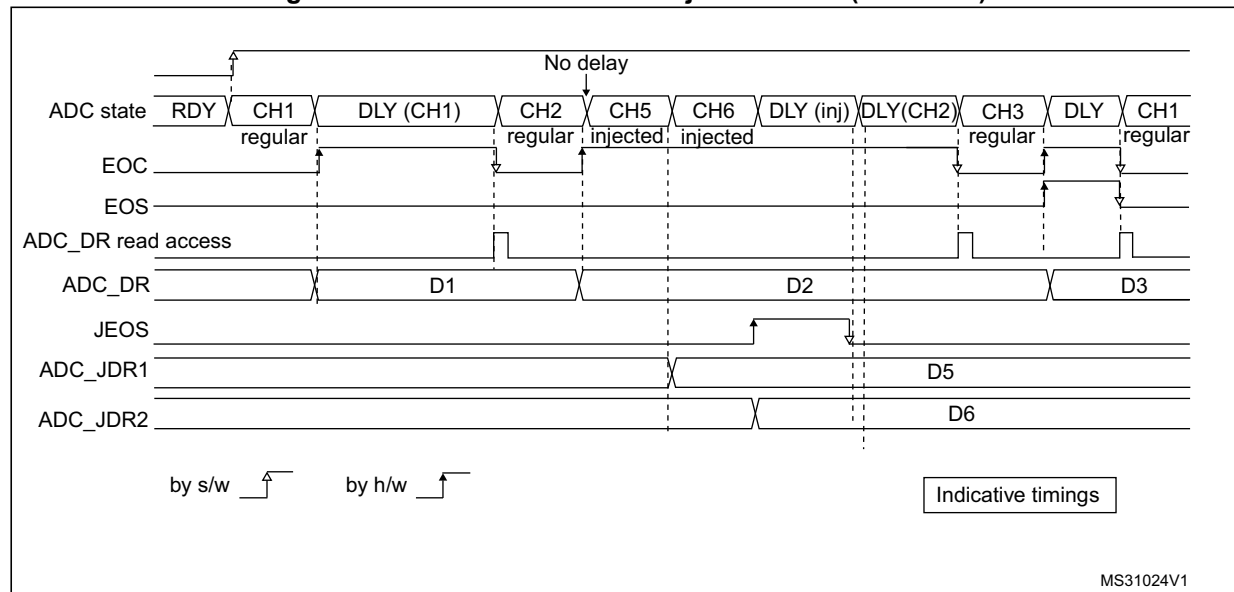 No delay
ADC state RDY CH1 DLY (CH1) CH2 CH5 CH6 DLY (inj) DLY(CH2) CH3 DLY CH1
regular regular injected injected regular regular
EOC
EOS
ADC_DR read access
ADC_DR D1 D2 D3
JEOS
ADC_JDR1 D5
ADC_JDR2 D6
by s/w by h/w Indicative timings
MS31024V1